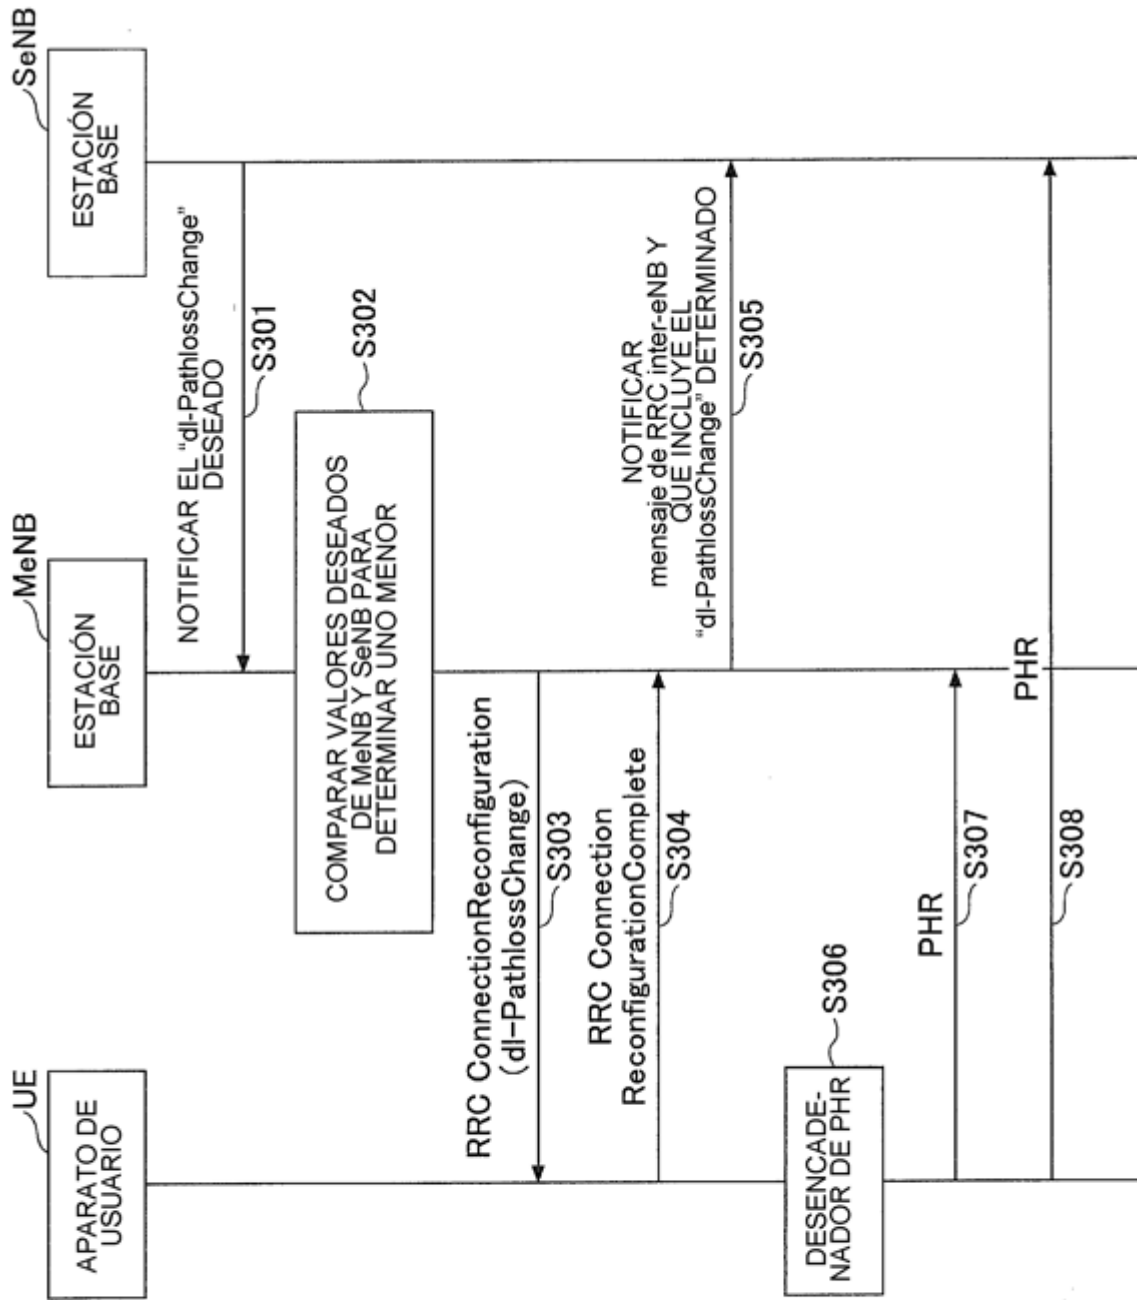 UE
APARATO DE
USUARIO
MeNB
ESTACIÓN
BASE
SeNB
ESTACIÓN
BASE
NOTIFICAR EL “dl-PathlossChange”
DESEADO
S301
COMPARAR VALORES DESEADOS
DE MeNB Y SeNB PARA
DETERMINAR UNO MENOR
S302
RRC ConnectionReconfiguration
(dl-PathlossChange)
S303
RRC Connection
ReconfigurationComplete
S304
NOTIFICAR
mensaje de RRC inter-eNB Y
QUE INCLUYE EL
“dl-PathlossChange” DETERMINADO
S305
DESENCADE-
NADOR DE PHR
S306
PHR
S307
PHR
S308